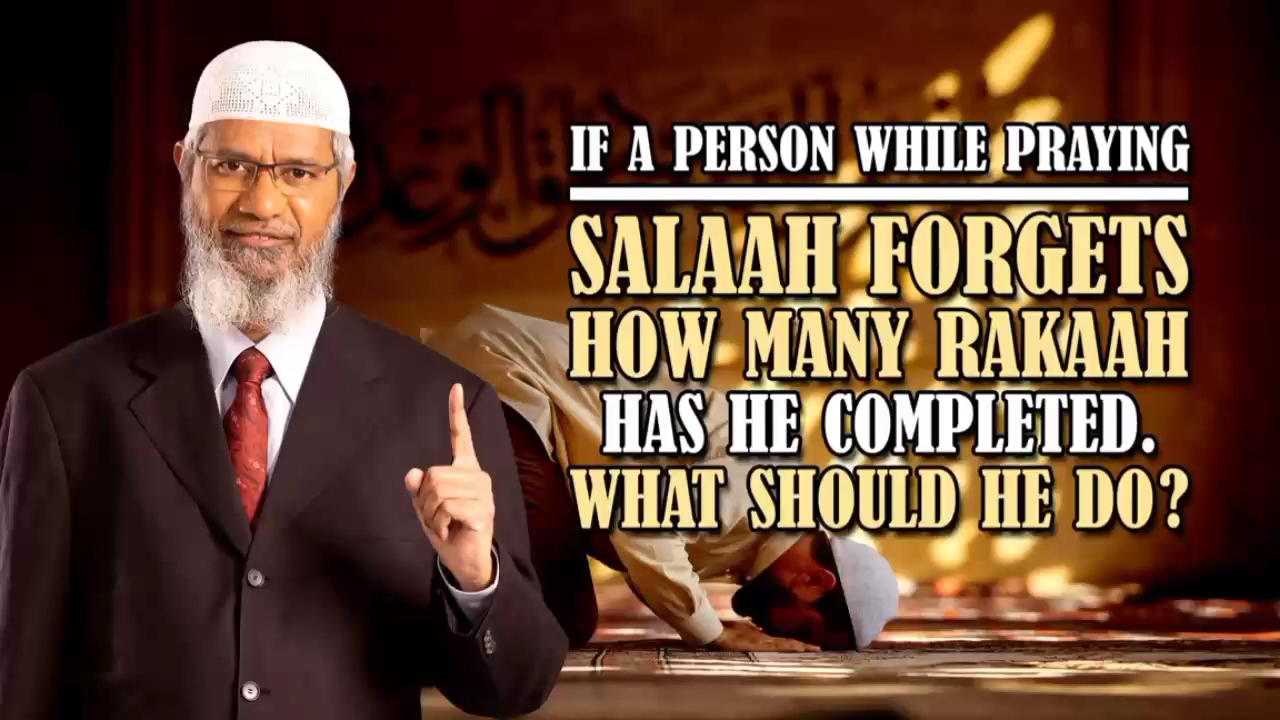 IF A PERSON WHILE PRAYING
SALAAH FORGETS
HOW MANY RAKAAH
HAS HE COMPLETED.
WHAT SHOULD HE DO?